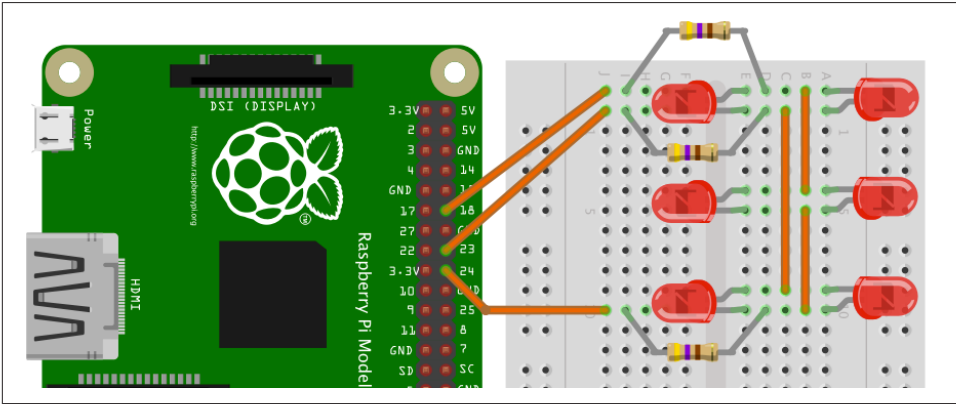 DSI (DISPLAY)
Power
http://www.raspberrypi.org
TM
HDMI
Raspberry Pi Model
3.3V 5V
2 5V
3 GND
4 14
GND
17 18
27
22 23
3.3V 24
10
9 25
11 8
GND 7
SD SC
J I H G F E D C B A
1
5